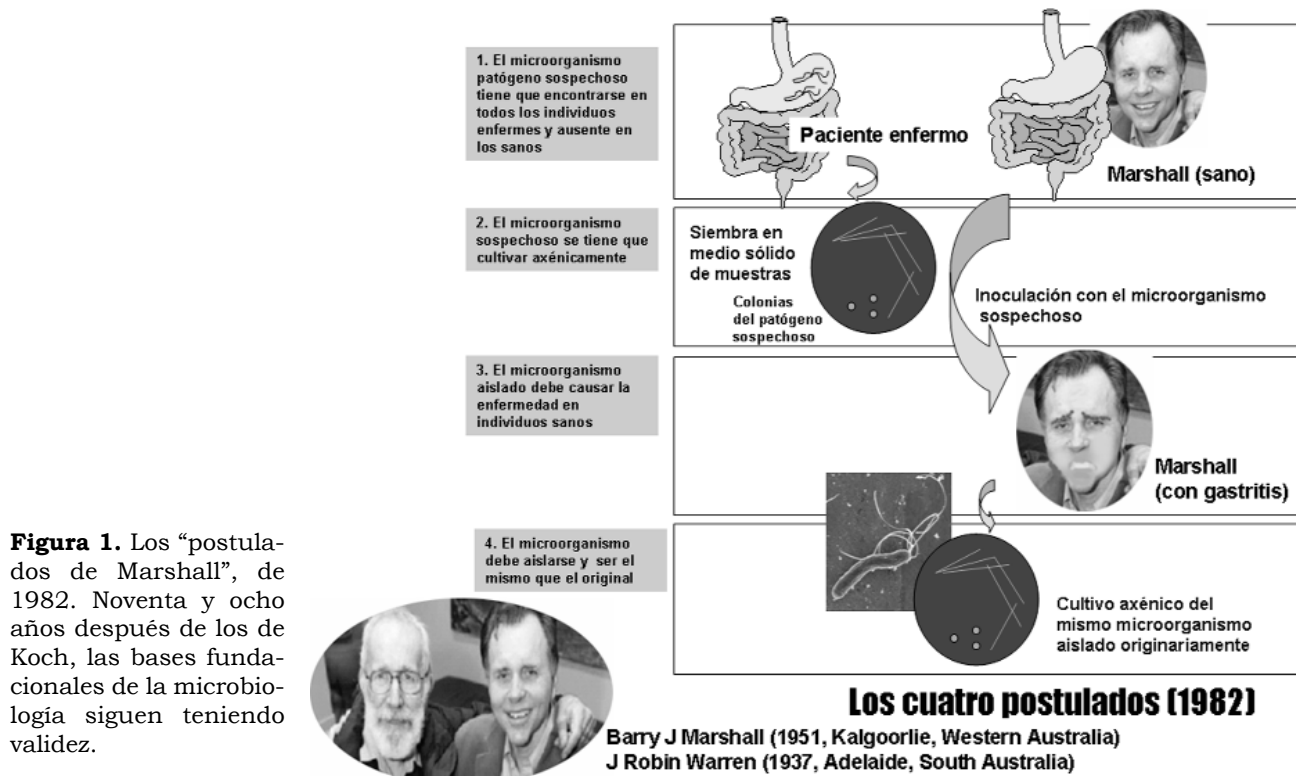 1. El microorganismo
patógeno sospechoso
tiene que encontrarse en
todos los individuos
enfermes y ausente en
los sanos
Paciente enfermo
Marshall (sano)
2. El microorganismo
sospechoso se tiene que
cultivar axénicamente
Siembra en
medio sólido
de muestras
Colonias
del patógeno
sospechoso
Inoculación con el microorganismo
sospechoso
3. El microorganismo
aislado debe causar la
enfermedad en
individuos sanos
Marshall
(con gastritis)
4. El microorganismo
debe aislarse y ser el
mismo que el original
Cultivo axénico del
mismo microorganismo
aislado originariamente
Los cuatro postulados (1982)
Barry J Marshall (1951, Kalgoorlie, Western Australia)
J Robin Warren (1937, Adelaide, South Australia)
Figura 1. Los “postula-
dos de Marshall”, de
1982. Noventa y ocho
años después de los de
Koch, las bases funda-
cionales de la microbio-
logía siguen teniendo
validez.